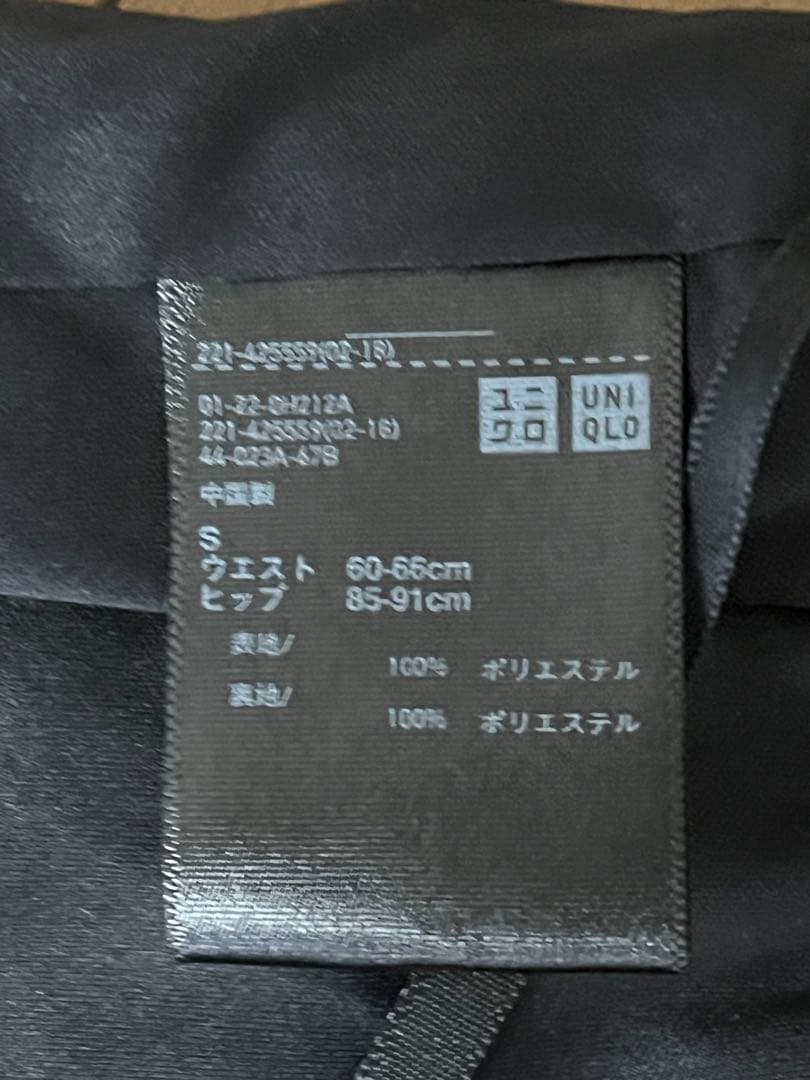 221-425559(02-16)
01-22-0H212A
221-425559(02-16)
44-023A-67B
ユニ
クロ
UNI
QLO
中国製
S
ウエスト 60-66cm
ヒップ 85-91cm
表地/
100% ポリエステル
裏地/
100% ポリエステル